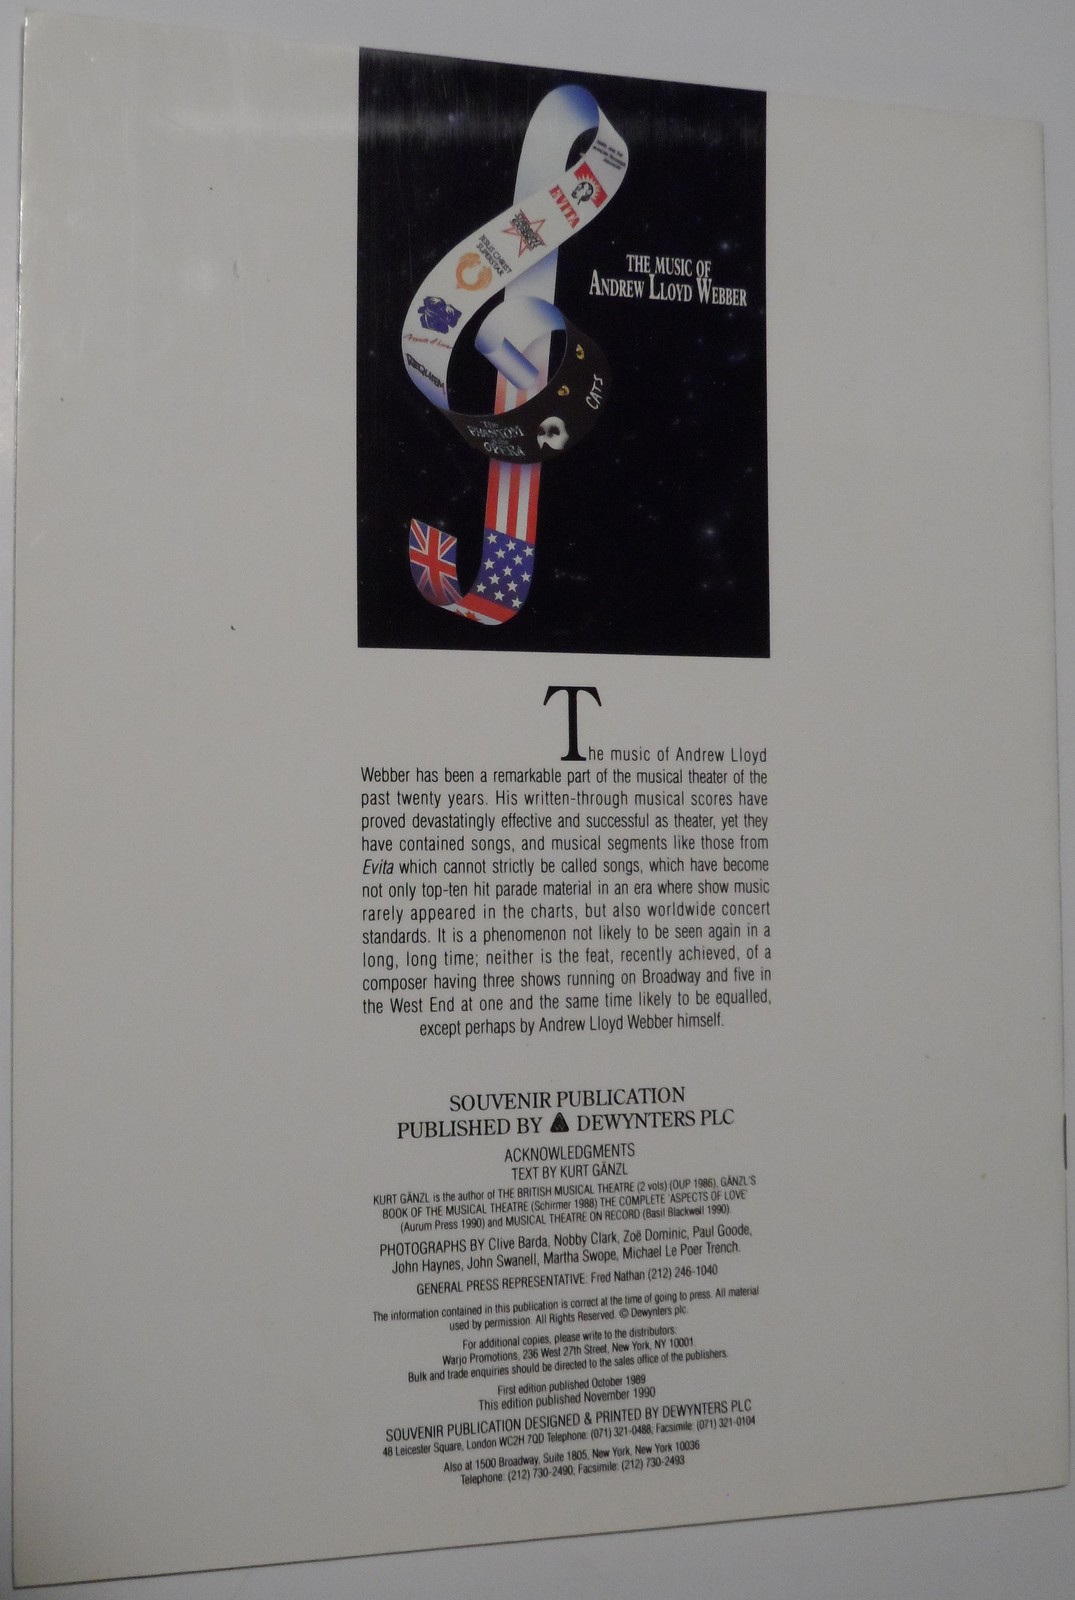 EVITA
STARLIGHT EXPRESS
JESUS CHRIST
SUPERSTAR
Aspects of Love
REQUIEM
The
PHANTOM
of the
OPERA
CATS
THE MUSIC OF
ANDREW LLOYD WEBBER
The music of Andrew Lloyd
Webber has been a remarkable part of the musical theater of the
past twenty years. His written-through musical scores have
proved devastatingly effective and successful as theater, yet they
have contained songs, and musical segments like those from
Evita which cannot strictly be called songs, which have become
not only top-ten hit parade material in an era where show music
rarely appeared in the charts, but also worldwide concert
standards. It is a phenomenon not likely to be seen again in a
long, long time; neither is the feat, recently achieved, of a
composer having three shows running on Broadway and five in
the West End at one and the same time likely to be equalled,
except perhaps by Andrew Lloyd Webber himself.
SOUVENIR PUBLICATION
PUBLISHED BY DEWYNTERS PLC
ACKNOWLEDGMENTS
TEXT BY KURT GÄNZL
KURT GÄNZL is the author of THE BRITISH MUSICAL THEATRE (2 vols) (OUP 1986), GÄNZL'S
BOOK OF THE MUSICAL THEATRE (Schirmer 1988) THE COMPLETE 'ASPECTS OF LOVE'
(Aurum Press 1990) and MUSICAL THEATRE ON RECORD (Basil Blackwell 1990).
PHOTOGRAPHS BY Clive Barda, Nobby Clark, Zoë Dominic, Paul Goode,
John Haynes, John Swanell, Martha Swope, Michael Le Poer Trench.
GENERAL PRESS REPRESENTATIVE: Fred Nathan (212) 246-1040
The information contained in this publication is correct at the time of going to press. All material
used by permission. All Rights Reserved. © Dewynters plc.
For additional copies, please write to the distributors:
Warjo Promotions, 236 West 27th Street, New York, NY 10001
Bulk and trade enquiries should be directed to the sales office of the publishers.
First edition published October 1989
This edition published November 1990
SOUVENIR PUBLICATION DESIGNED & PRINTED BY DEWYNTERS PLC
48 Leicester Square, London WC2H 7QD Telephone: (071) 321-0488, Facsimile: (071) 321-0104
Also at 1500 Broadway, Suite 1805, New York, New York 10036
Telephone: (212) 730-2490, Facsimile: (212) 730-2493